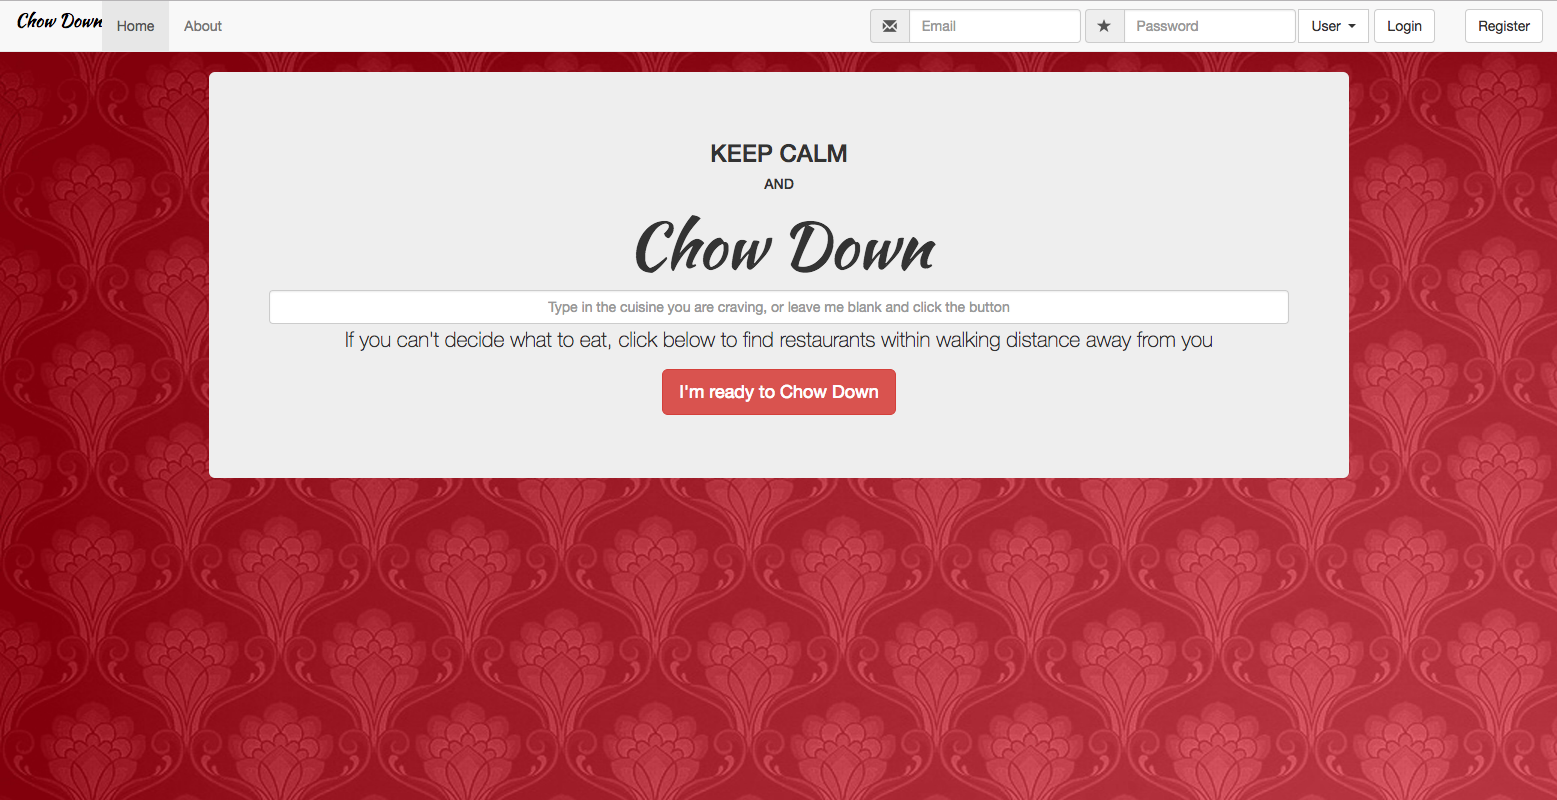 Chow Down Home About Email Password User Login Register
KEEP CALM
AND
Chow Down
Type in the cuisine you are craving, or leave me blank and click the button
If you can't decide what to eat, click below to find restaurants within walking distance away from you
I'm ready to Chow Down